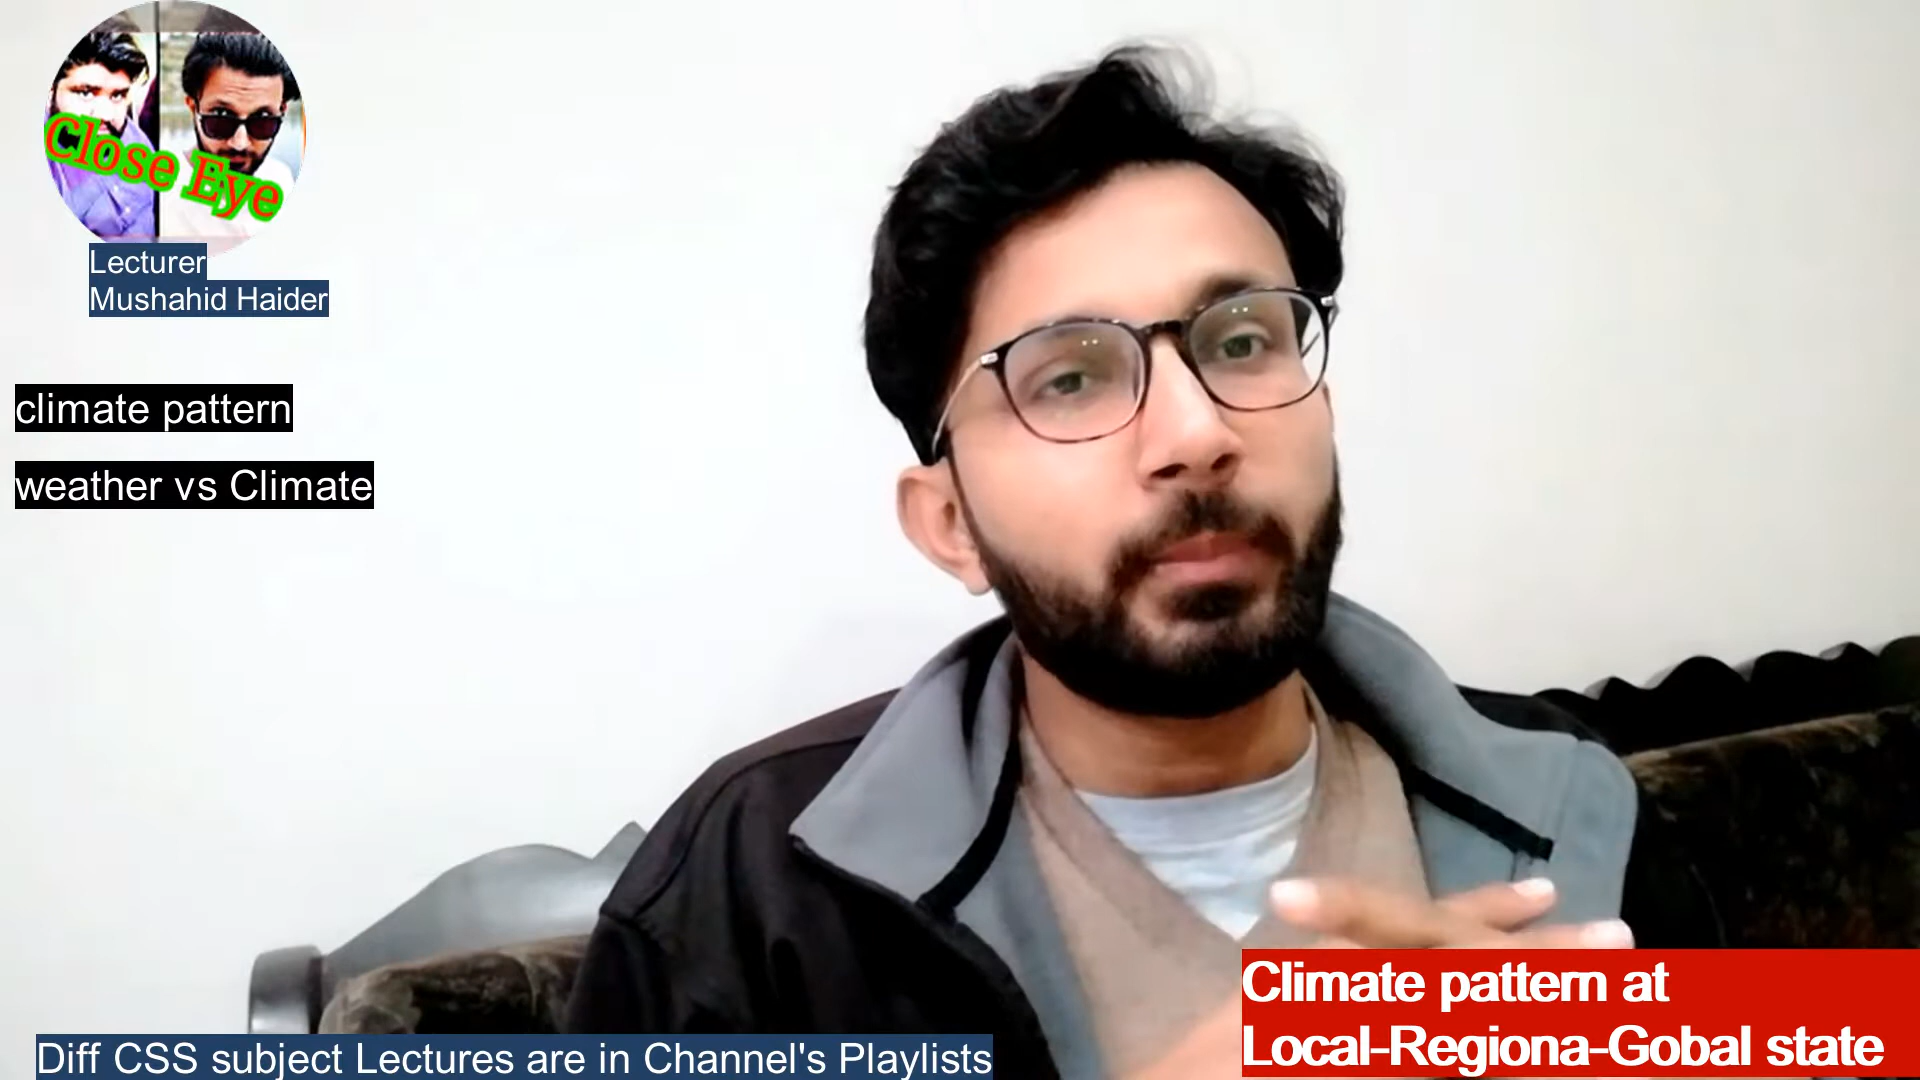 Close Eye
Lecturer
Mushahid Haider
climate pattern
weather vs Climate
Climate pattern at
Local-Regiona-Gobal state
Diff CSS subject Lectures are in Channel's Playlists